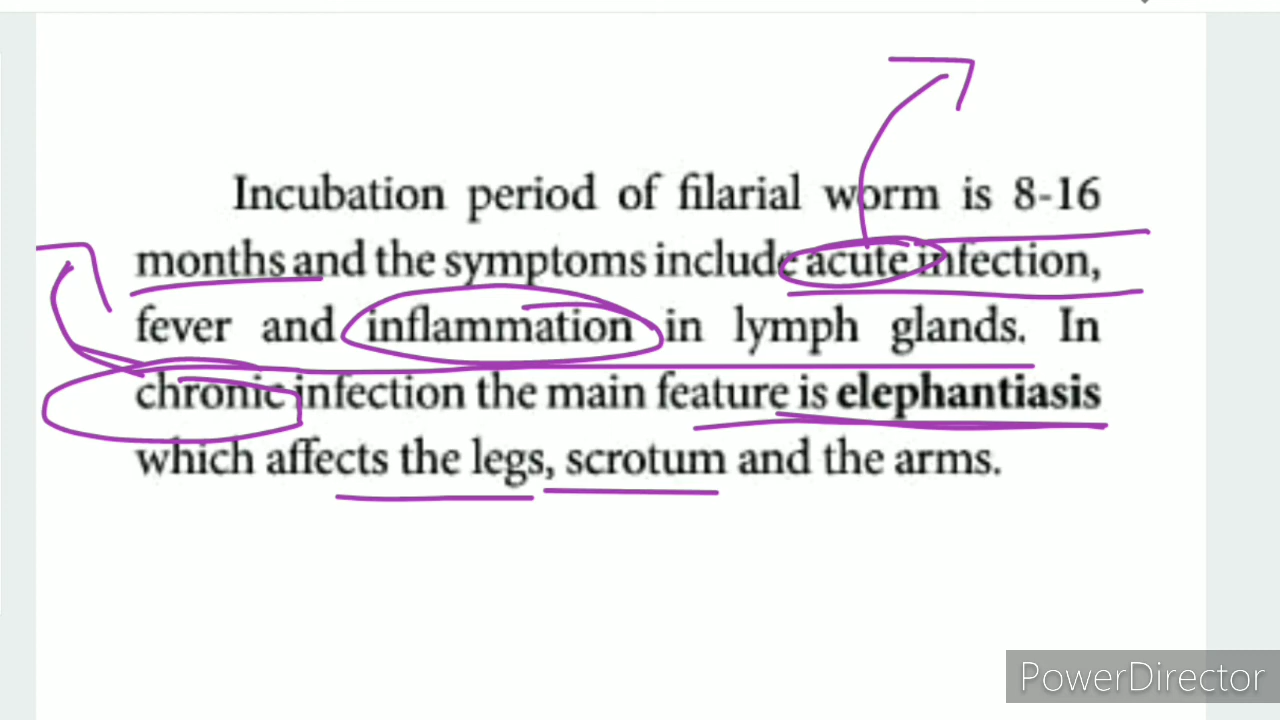 Incubation period of filarial worm is 8-16
months and the symptoms include acute infection,
fever and inflammation in lymph glands. In
chronic infection the main feature is elephantiasis
which affects the legs, scrotum and the arms.
PowerDirector